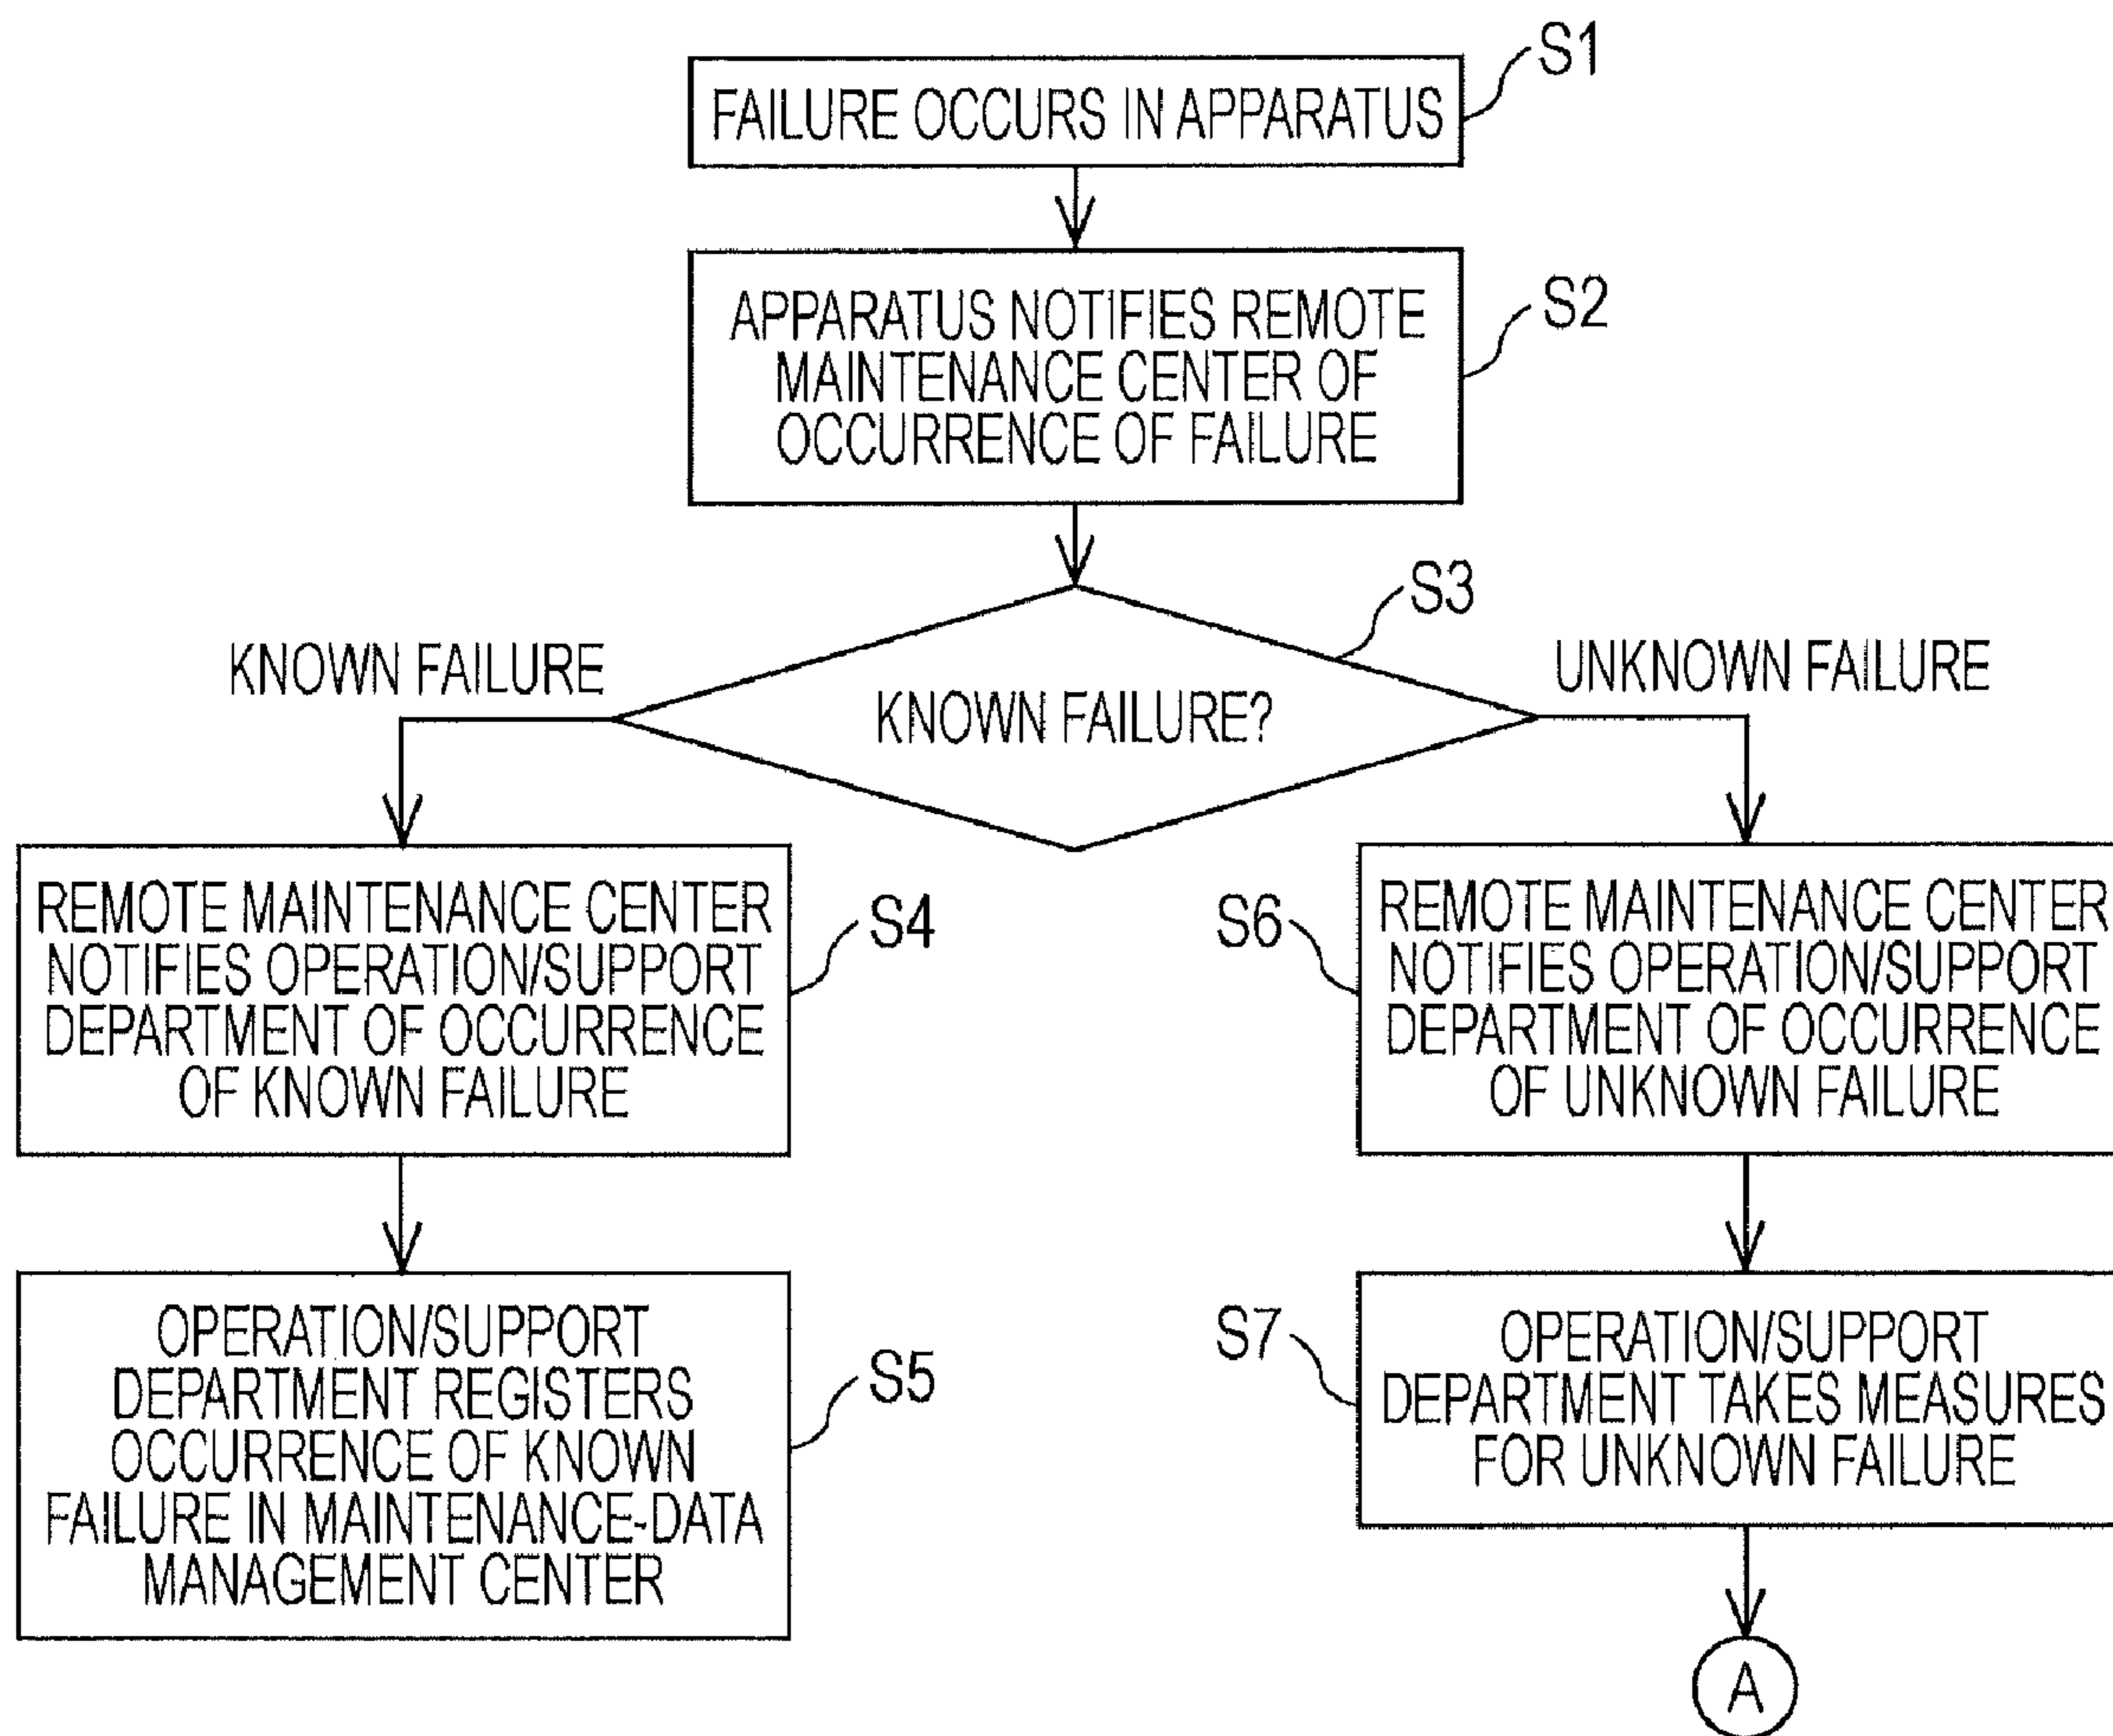 S1
FAILURE OCCURS IN APPARATUS
S2
APPARATUS NOTIFIES REMOTE
MAINTENANCE CENTER OF
OCCURRENCE OF FAILURE
S3
KNOWN FAILURE
KNOWN FAILURE?
UNKNOWN FAILURE
REMOTE MAINTENANCE CENTER
NOTIFIES OPERATION/SUPPORT
DEPARTMENT OF OCCURRENCE
OF KNOWN FAILURE
S4
OPERATION/SUPPORT
DEPARTMENT REGISTERS
OCCURRENCE OF KNOWN
FAILURE IN MAINTENANCE-DATA
MANAGEMENT CENTER
S5
S6
REMOTE MAINTENANCE CENTER
NOTIFIES OPERATION/SUPPORT
DEPARTMENT OF OCCURRENCE
OF UNKNOWN FAILURE
S7
OPERATION/SUPPORT
DEPARTMENT TAKES MEASURES
FOR UNKNOWN FAILURE
A